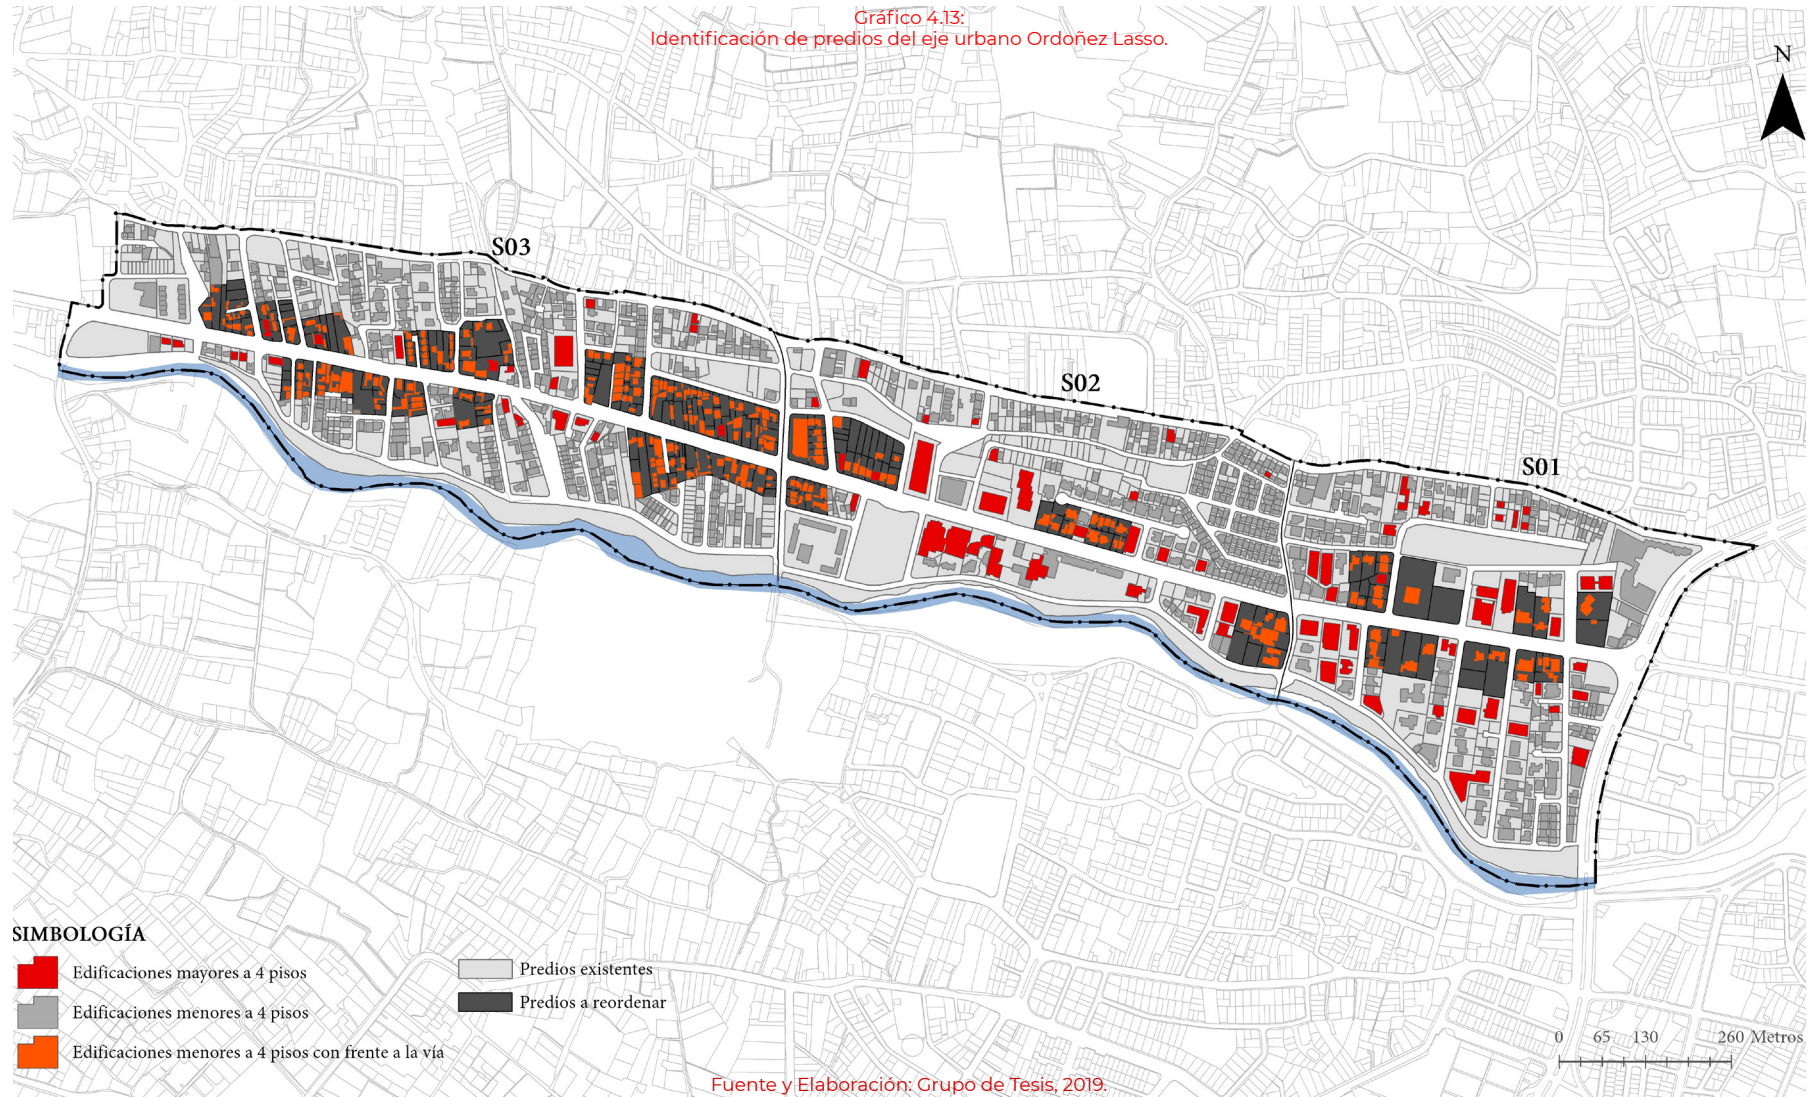 Gráfico 4.13:
Identificación de predios del eje urbano Ordoñez Lasso.
N
S03
S02
S01
SIMBOLOGÍA
Edificaciones mayores a 4 pisos
Edificaciones menores a 4 pisos
Edificaciones menores a 4 pisos con frente a la vía
Predios existentes
Predios a reordenar
0 65 130 260 Metros
Fuente y Elaboración: Grupo de Tesis, 2019.